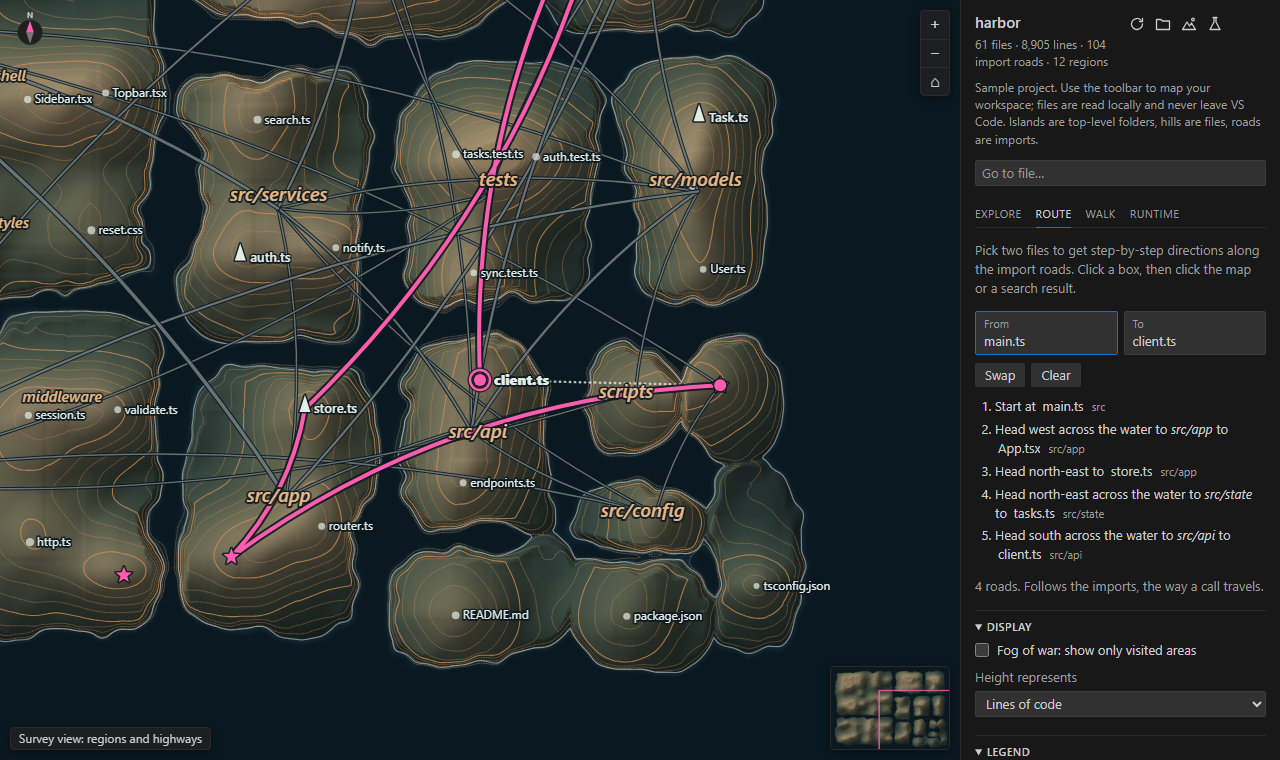 N
shell
Sidebar.tsx
Topbar.tsx
search.ts
src/services
auth.ts
notify.ts
tyles
reset.css
tasks.test.ts
auth.test.ts
tests
sync.test.ts
Task.ts
src/models
User.ts
middleware
session.ts
validate.ts
http.ts
store.ts
src/app
router.ts
client.ts
src/api
endpoints.ts
scripts
src/config
README.md
package.json
tsconfig.json
Survey view: regions and highways
+
−
harbor
61 files · 8,905 lines · 104
import roads · 12 regions
Sample project. Use the toolbar to map your
workspace; files are read locally and never leave VS
Code. Islands are top-level folders, hills are files, roads
are imports.
Go to file...
EXPLORE ROUTE WALK RUNTIME
Pick two files to get step-by-step directions along
the import roads. Click a box, then click the map
or a search result.
From
main.ts
To
client.ts
Swap Clear
1. Start at main.ts src
2. Head west across the water to src/app to
App.tsx src/app
3. Head north-east to store.ts src/app
4. Head north-east across the water to src/state
to tasks.ts src/state
5. Head south across the water to src/api to
client.ts src/api
4 roads. Follows the imports, the way a call travels.
DISPLAY
Fog of war: show only visited areas
Height represents
Lines of code
LEGEND